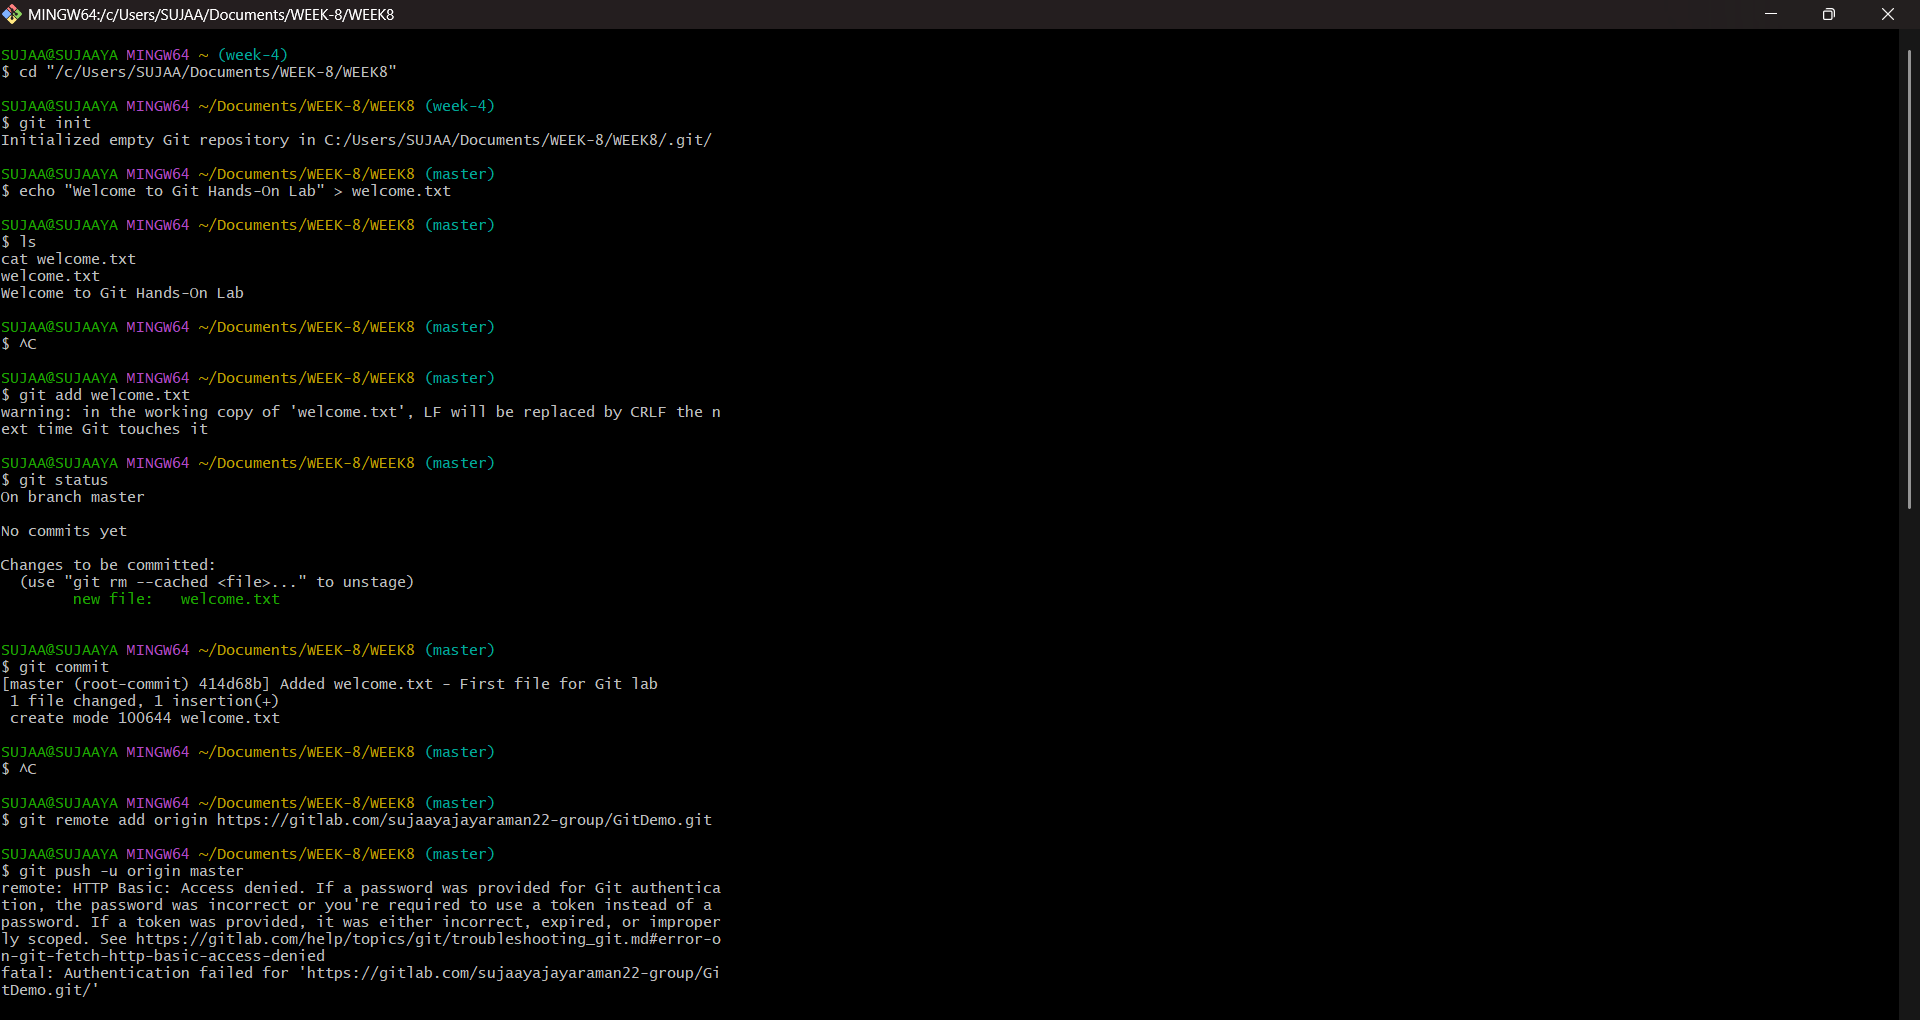 MINGW64:/c/Users/SUJAA/Documents/WEEK-8/WEEK8
SUJAA@SUJAAYA MINGW64 ~ (week-4)
$ cd "/c/Users/SUJAA/Documents/WEEK-8/WEEK8"
SUJAA@SUJAAYA MINGW64 ~/Documents/WEEK-8/WEEK8 (week-4)
$ git init
Initialized empty Git repository in C:/Users/SUJAA/Documents/WEEK-8/WEEK8/.git/
SUJAA@SUJAAYA MINGW64 ~/Documents/WEEK-8/WEEK8 (master)
$ echo "Welcome to Git Hands-On Lab" > welcome.txt
SUJAA@SUJAAYA MINGW64 ~/Documents/WEEK-8/WEEK8 (master)
$ ls
cat welcome.txt
welcome.txt
Welcome to Git Hands-On Lab
SUJAA@SUJAAYA MINGW64 ~/Documents/WEEK-8/WEEK8 (master)
$ ^C
SUJAA@SUJAAYA MINGW64 ~/Documents/WEEK-8/WEEK8 (master)
$ git add welcome.txt
warning: in the working copy of 'welcome.txt', LF will be replaced by CRLF the n
ext time Git touches it
SUJAA@SUJAAYA MINGW64 ~/Documents/WEEK-8/WEEK8 (master)
$ git status
On branch master
No commits yet
Changes to be committed:
  (use "git rm --cached <file>..." to unstage)
        new file:   welcome.txt
SUJAA@SUJAAYA MINGW64 ~/Documents/WEEK-8/WEEK8 (master)
$ git commit
[master (root-commit) 414d68b] Added welcome.txt - First file for Git lab
 1 file changed, 1 insertion(+)
 create mode 100644 welcome.txt
SUJAA@SUJAAYA MINGW64 ~/Documents/WEEK-8/WEEK8 (master)
$ ^C
SUJAA@SUJAAYA MINGW64 ~/Documents/WEEK-8/WEEK8 (master)
$ git remote add origin https://gitlab.com/sujaayajayaraman22-group/GitDemo.git
SUJAA@SUJAAYA MINGW64 ~/Documents/WEEK-8/WEEK8 (master)
$ git push -u origin master
remote: HTTP Basic: Access denied. If a password was provided for Git authentica
tion, the password was incorrect or you're required to use a token instead of a
password. If a token was provided, it was either incorrect, expired, or improper
ly scoped. See https://gitlab.com/help/topics/git/troubleshooting_git.md#error-o
n-git-fetch-http-basic-access-denied
fatal: Authentication failed for 'https://gitlab.com/sujaayajayaraman22-group/Gi
tDemo.git/'